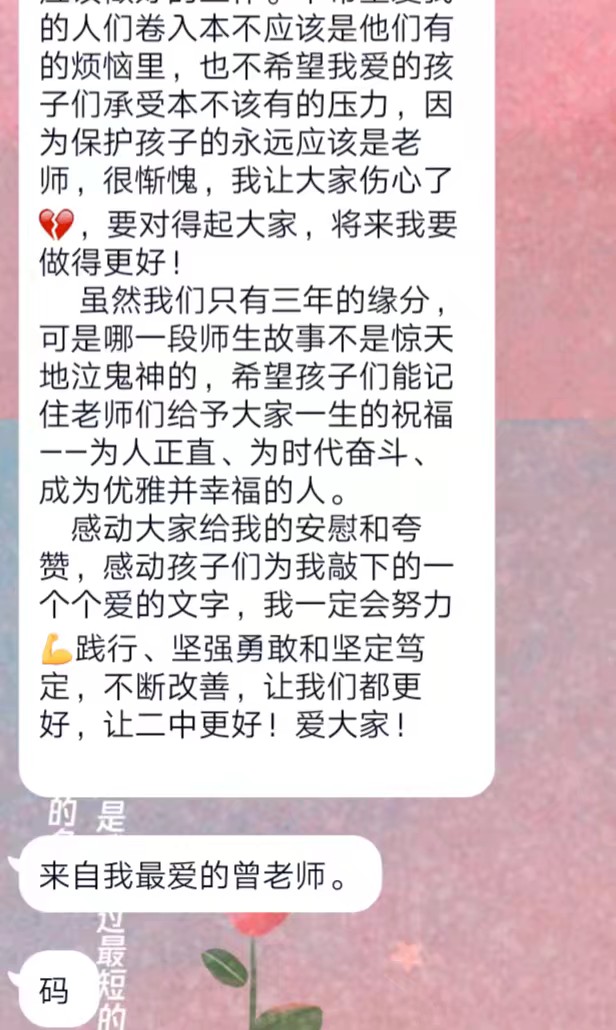 的人们卷入本不应该是他们有
的烦恼里，也不希望我爱的孩
子们承受本不该有的压力，因
为保护孩子的永远应该是老
师，很惭愧，我让大家伤心了
💔，要对得起大家，将来我要
做得更好！
虽然我们只有三年的缘分，
可是哪一段师生故事不是惊天
地泣鬼神的，希望孩子们能记
住老师们给予大家一生的祝福
——为人正直、为时代奋斗、
成为优雅并幸福的人。
感动大家给我的安慰和夸
赞，感动孩子们为我敲下的一
个个爱的文字，我一定会努力
💪践行、坚强勇敢和坚定笃
定，不断改善，让我们都更
好，让二中更好！爱大家！
来自我最爱的曾老师。
码
的
是
过最短的